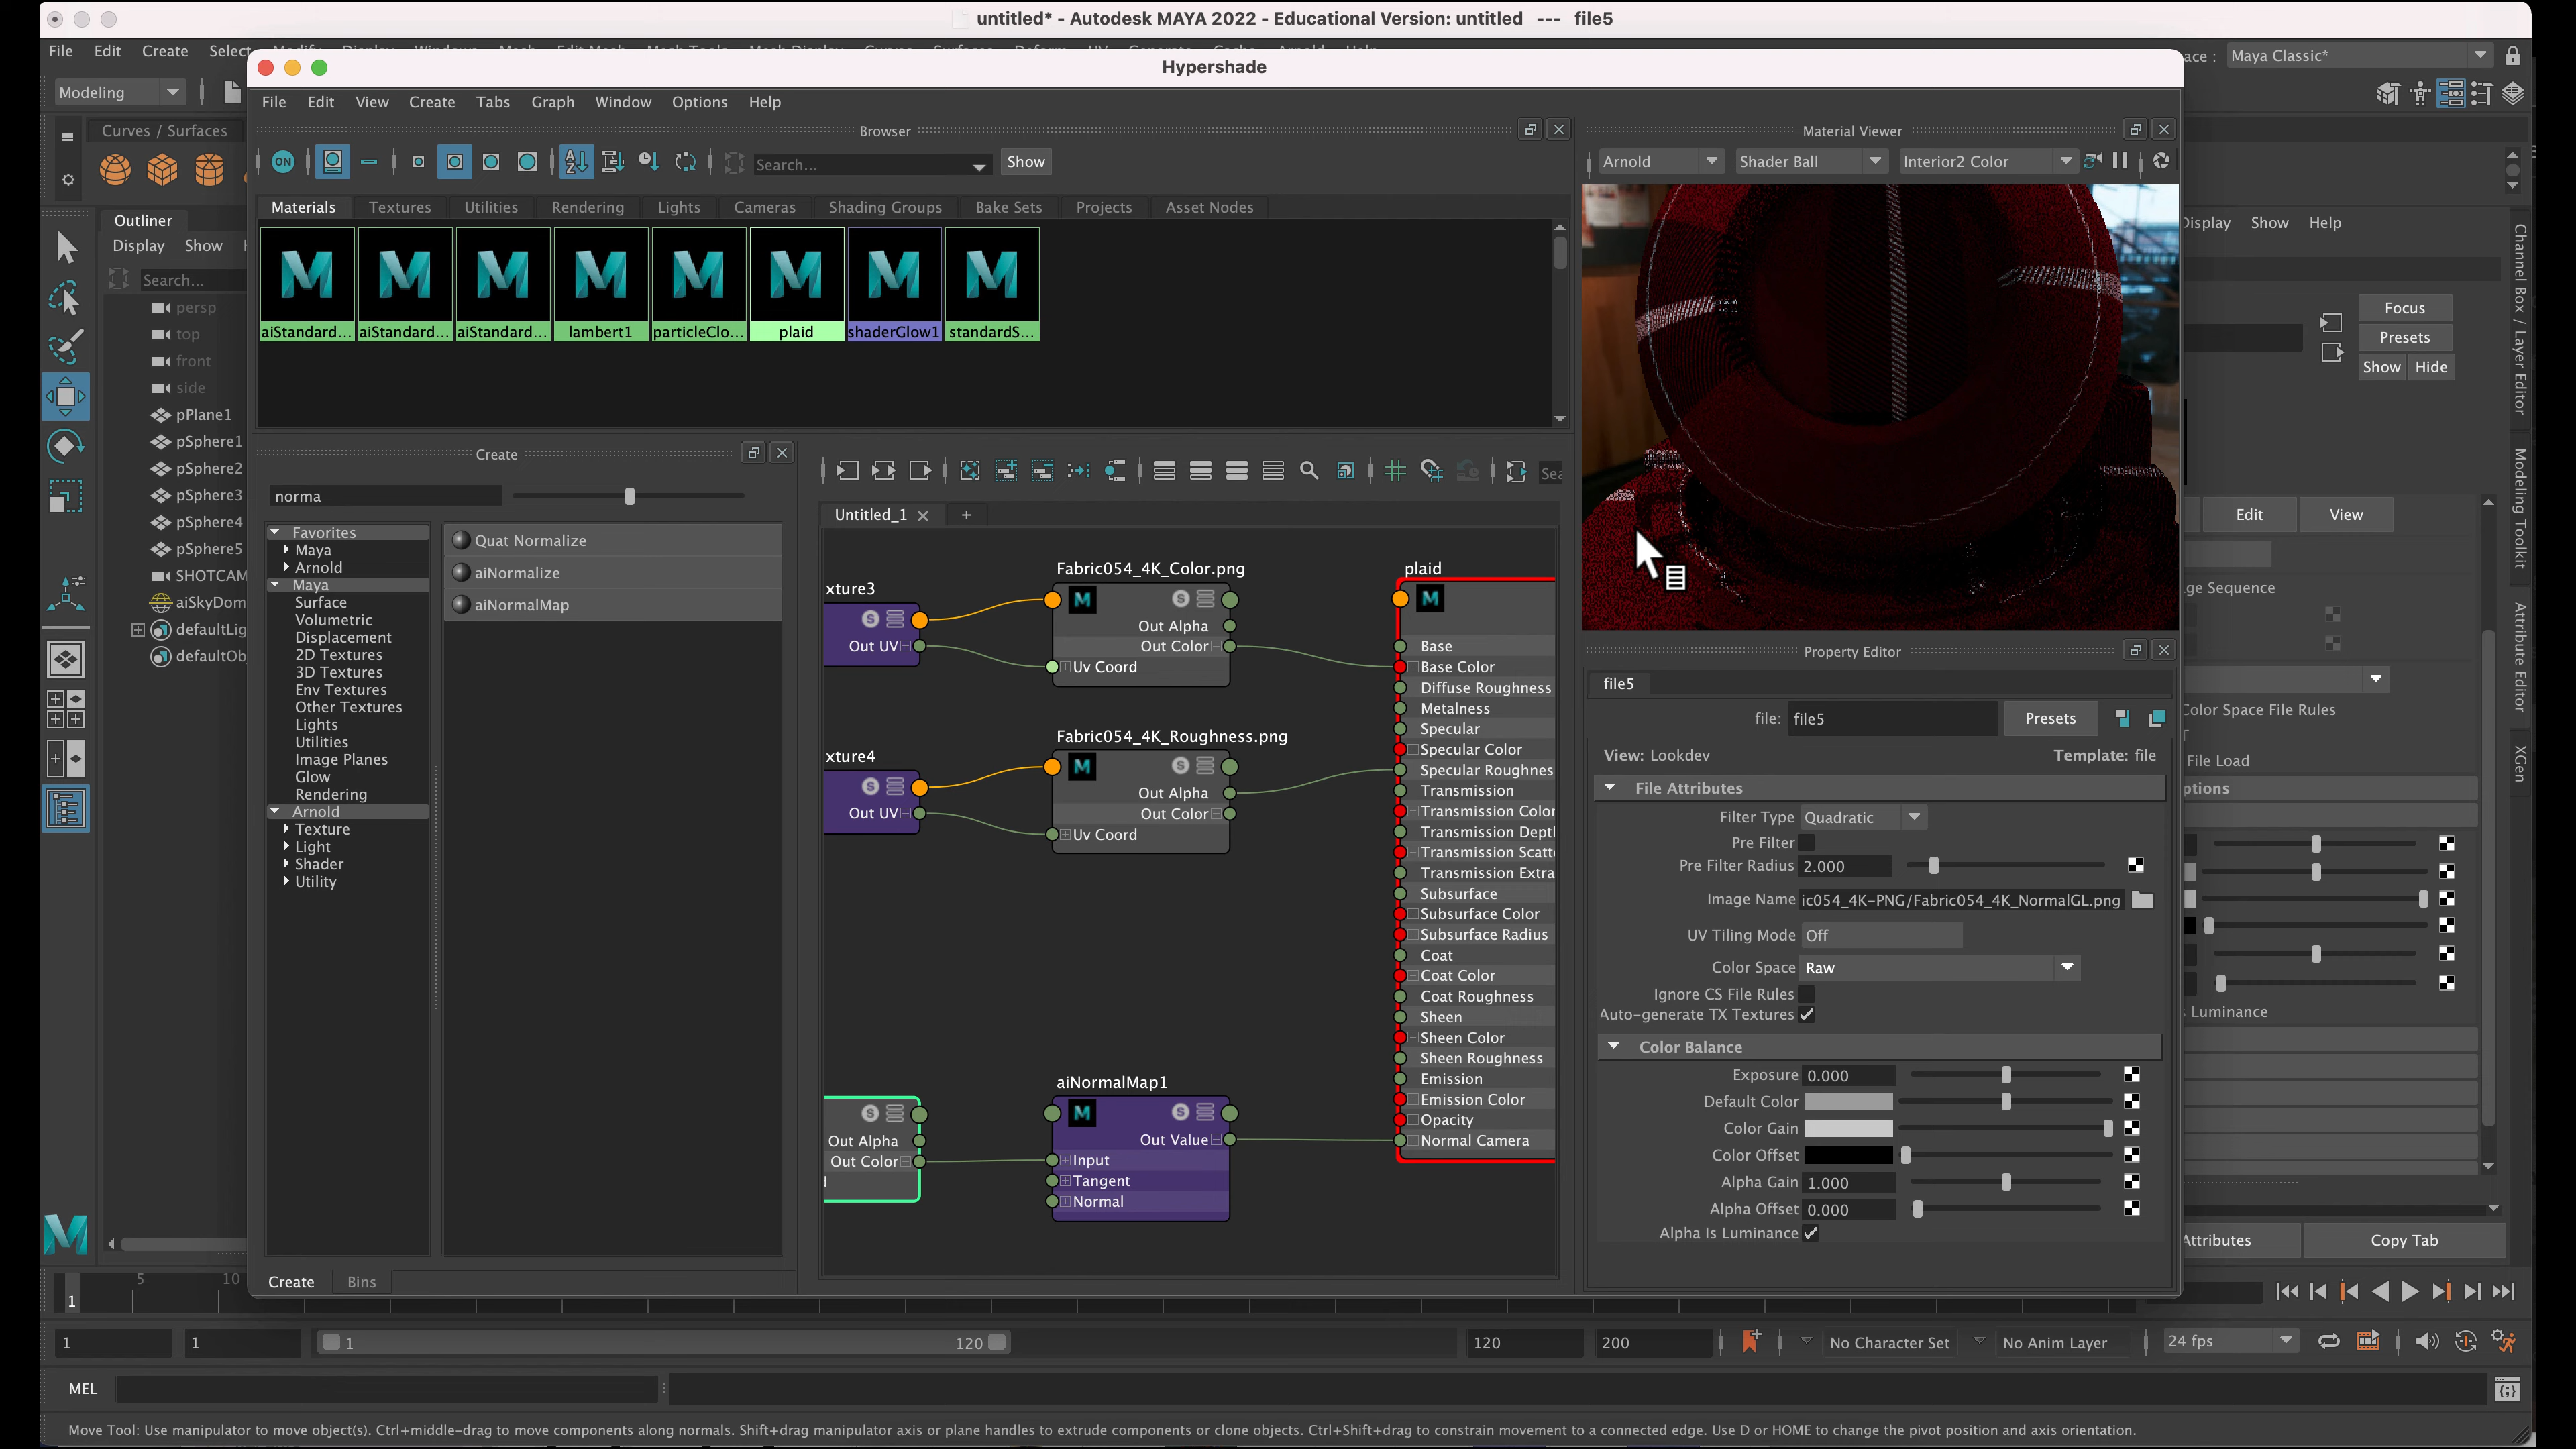 untitled* - Autodesk MAYA 2022 - Educational Version: untitled --- file5
File Edit Create Select
ace : Maya Classic*
Hypershade
Modeling
File Edit View Create Tabs Graph Window Options Help
Curves / Surfaces
Browser
Material Viewer
ON
Search...
Show
Arnold
Shader Ball
Interior2 Color
Materials Textures Utilities Rendering Lights Cameras Shading Groups Bake Sets Projects Asset Nodes
Outliner
Display Show
Display Show Help
Search...
aiStandard... aiStandard... aiStandard... lambert1 particleClo... plaid shaderGlow1 standardS...
persp
top
front
side
pPlane1
pSphere1
pSphere2
pSphere3
pSphere4
pSphere5
SHOTCAM
aiSkyDom
defaultLig
defaultObj
Focus
Presets
Show Hide
Channel Box / Layer Editor
Modeling Toolkit
Attribute Editor
XGen
Create
norma
Favorites
Maya
Arnold
Maya
Surface
Volumetric
Displacement
2D Textures
3D Textures
Env Textures
Other Textures
Lights
Utilities
Image Planes
Glow
Rendering
Arnold
Texture
Light
Shader
Utility
Quat Normalize
aiNormalize
aiNormalMap
Create Bins
Sea
Untitled_1
xture3
Out UV
Fabric054_4K_Color.png
Out Alpha
Out Color
Uv Coord
xture4
Out UV
Fabric054_4K_Roughness.png
Out Alpha
Out Color
Uv Coord
Out Alpha
Out Color
aiNormalMap1
Out Value
Input
Tangent
Normal
plaid
Base
Base Color
Diffuse Roughness
Metalness
Specular
Specular Color
Specular Roughnes
Transmission
Transmission Color
Transmission Dept
Transmission Scatt
Transmission Extra
Subsurface
Subsurface Color
Subsurface Radius
Coat
Coat Color
Coat Roughness
Sheen
Sheen Color
Sheen Roughness
Emission
Emission Color
Opacity
Normal Camera
Property Editor
file5
file: file5 Presets
View: Lookdev Template: file
File Attributes
Filter Type Quadratic
Pre Filter
Pre Filter Radius 2.000
Image Name ic054_4K-PNG/Fabric054_4K_NormalGL.png
UV Tiling Mode Off
Color Space Raw
Ignore CS File Rules
Auto-generate TX Textures
Color Balance
Exposure 0.000
Default Color
Color Gain
Color Offset
Alpha Gain 1.000
Alpha Offset 0.000
Alpha Is Luminance
Edit View
ge Sequence
Color Space File Rules
File Load
ptions
s Luminance
Attributes Copy Tab
1 5 10
1 1 1 120 120 200 No Character Set No Anim Layer 24 fps
MEL
Move Tool: Use manipulator to move object(s). Ctrl+middle-drag to move components along normals. Shift+drag manipulator axis or plane handles to extrude components or clone objects. Ctrl+Shift+drag to constrain movement to a connected edge. Use D or HOME to change the pivot position and axis orientation.